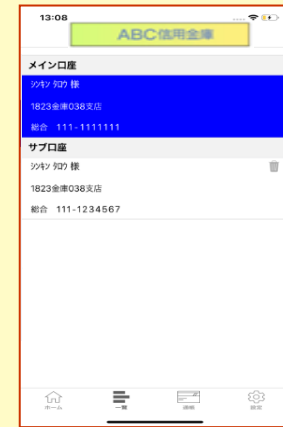 13:08
ABC信用金庫
メイン口座
シンキン タロウ 様
1823金庫038支店
総合 111-1111111
サブ口座
シンキン タロウ 様
1823金庫038支店
総合 111-1234567
ホーム 一覧 通帳 設定